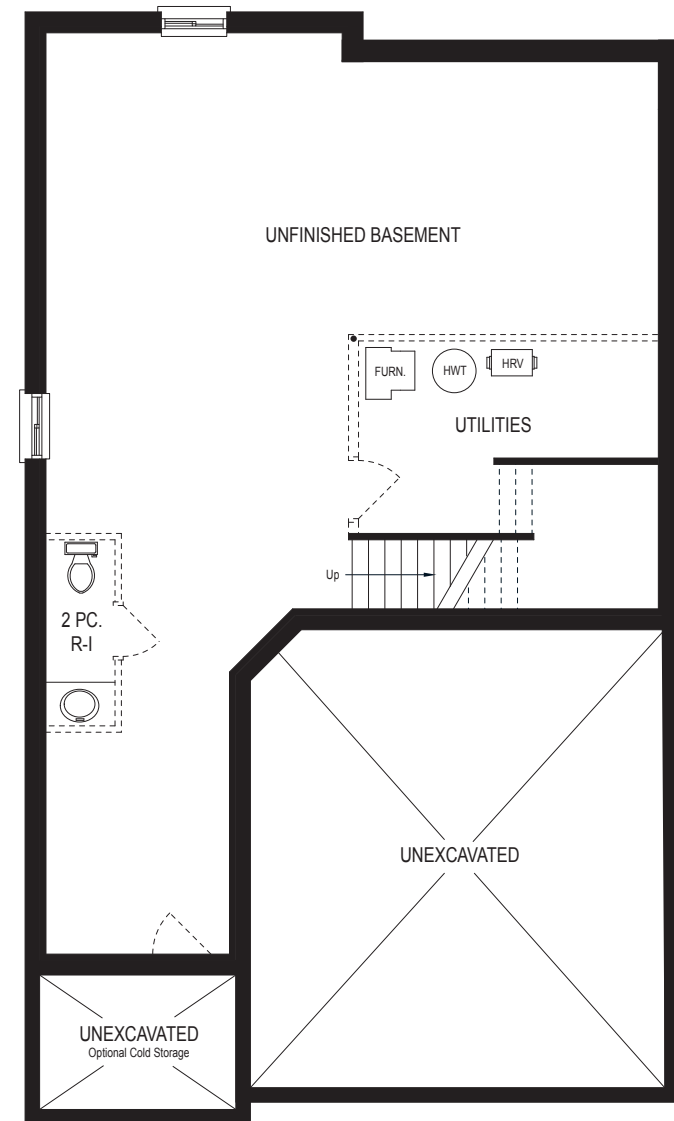 UNFINISHED BASEMENT
FURN.
HWT
HRV
UTILITIES
Up
2 PC.
R-I
UNEXCAVATED
UNEXCAVATED
Optional Cold Storage